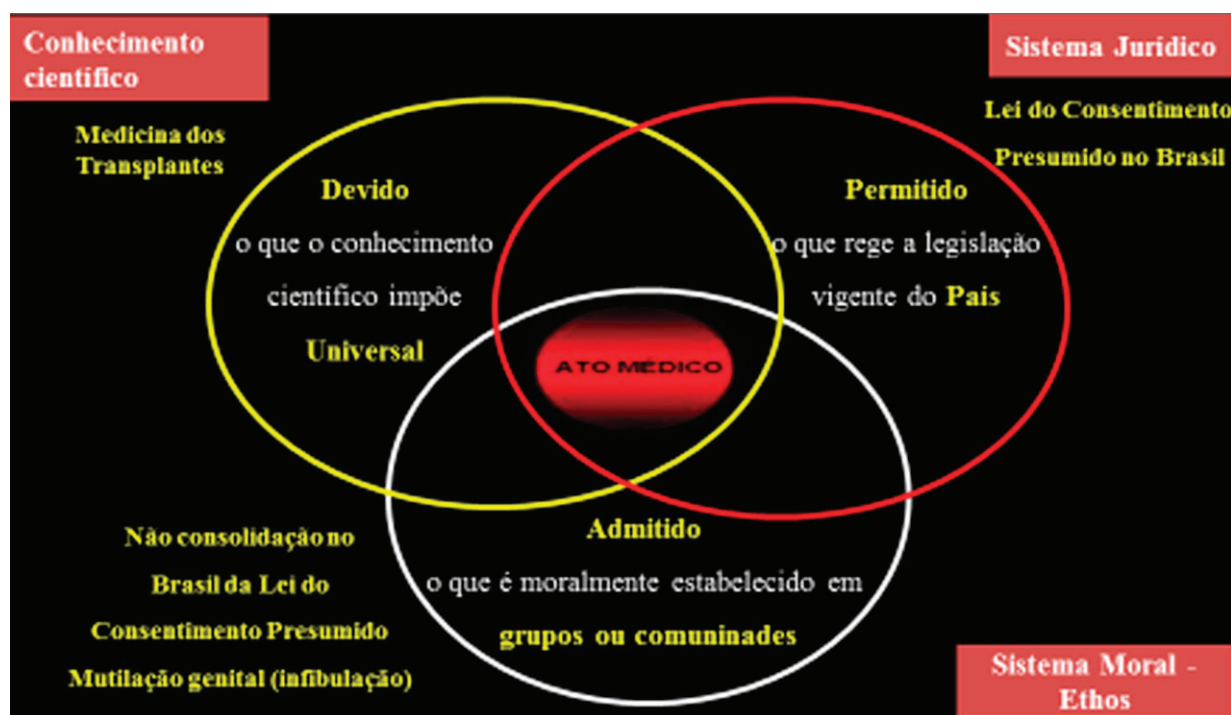 Conhecimento
científico
Medicina dos
Transplantes
Sistema Jurídico
Lei do Consentimento
Presumido no Brasil
Devido
o que o conhecimento
científico impõe
Universal
Permitido
o que rege a legislação
vigente do País
ATO MÉDICO
Admitido
o que é moralmente estabelecido em
grupos ou comuninades
Não consolidação no
Brasil da Lei do
Consentimento Presumido
Mutilação genital (infibulação)
Sistema Moral -
Ethos